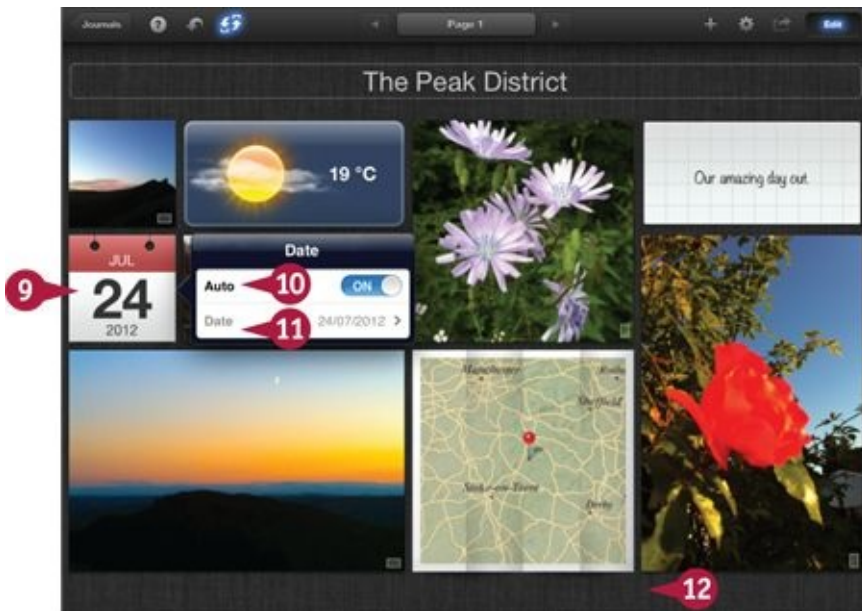 Journals
Page 1
Edit
The Peak District
19 °C
Our amazing day out.
JUL
24
2012
Date
Auto
ON
Date
24/07/2012
9
10
11
12
Manchester
Sheffield
Stoke-on-Trent
Derby